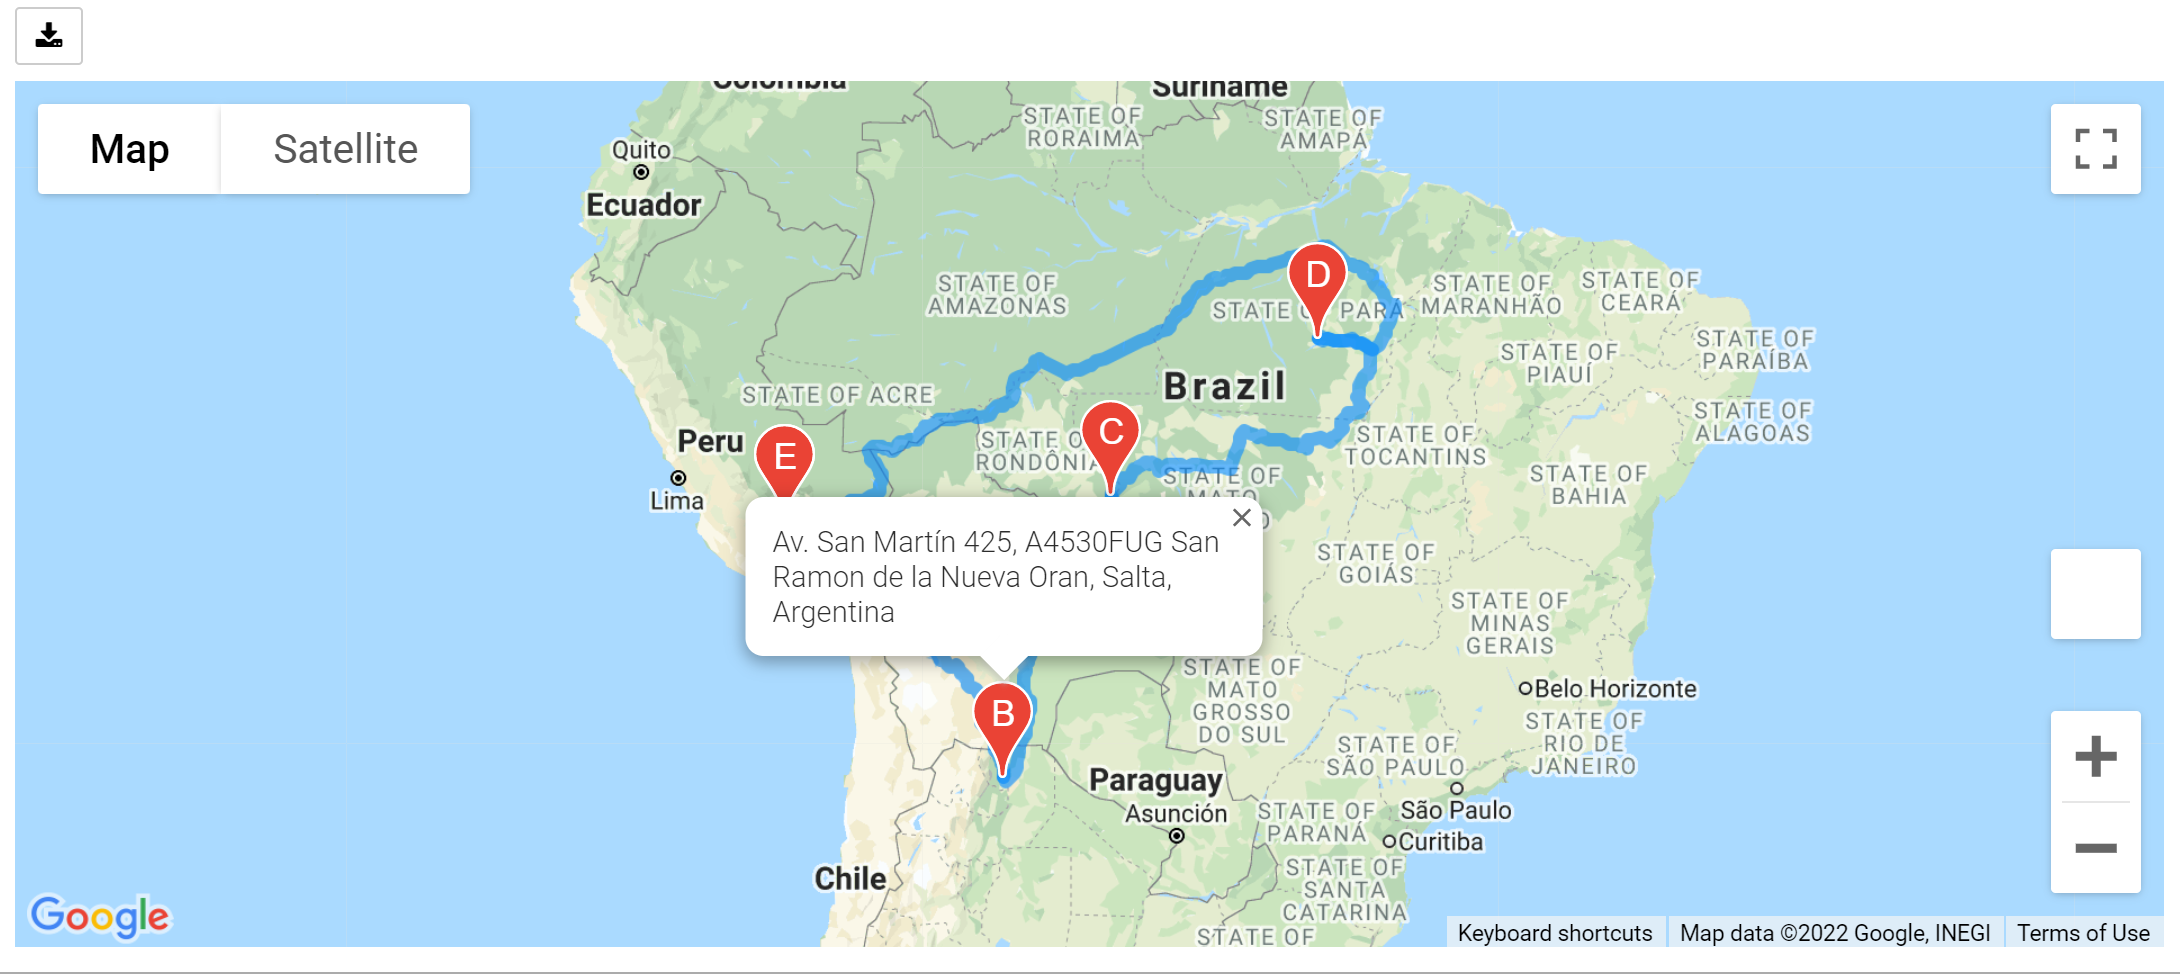 Colombia
Suriname
Map
Satellite
STATE OF
RORAIMA
STATE OF
AMAPÁ
Quito
Ecuador
STATE OF
AMAZONAS
D
STATE OF PARÁ
STATE OF
MARANHÃO
STATE OF
CEARÁ
STATE OF
PARAÍBA
STATE OF
PIAUÍ
Brazil
STATE OF ACRE
STATE OF
ALAGOAS
C
Peru
E
STATE O
RONDÔNIA
STATE OF
TOCANTINS
STATE OF
MATO
STATE OF
BAHIA
Lima
Av. San Martín 425, A4530FUG San
Ramon de la Nueva Oran, Salta,
Argentina
STATE OF
GOIÁS
STATE OF
MINAS
GERAIS
STATE OF
MATO
GROSSO
DO SUL
Belo Horizonte
B
STATE OF
RIO DE
JANEIRO
STATE OF
SÃO PAULO
Paraguay
Asunción
STATE OF
PARANÁ
São Paulo
Curitiba
Chile
STATE OF
SANTA
CATARINA
STATE OF
Google
Keyboard shortcuts
Map data ©2022 Google, INEGI
Terms of Use